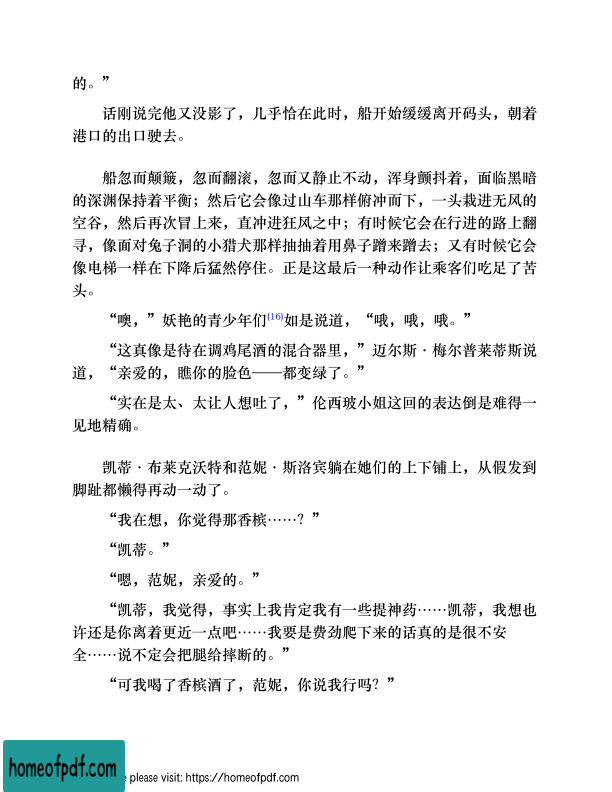 的。”
话刚说完他又没影了，几乎恰在此时，船开始缓缓离开码头，朝着
港口的出口驶去。
船忽而颠簸，忽而翻滚，忽而又静止不动，浑身颤抖着，面临黑暗
的深渊保持着平衡；然后它会像过山车那样俯冲而下，一头栽进无风的
空谷，然后再次冒上来，直冲进狂风之中；有时候它会在行进的路上翻
寻，像面对兔子洞的小猎犬那样抽抽着用鼻子蹭来蹭去；又有时候它会
像电梯一样在下降后猛然停住。正是这最后一种动作让乘客们吃足了苦
头。
“噢，”妖艳的青少年们(16)如是说道，“哦，哦，哦。”
“这真像是待在调鸡尾酒的混合器里，”迈尔斯·梅尔普莱蒂斯说
道，“亲爱的，瞧你的脸色——都变绿了。”
“实在是太、太让人想吐了，”伦西玻小姐这回的表达倒是难得一
见地精确。
凯蒂·布莱克沃特和范妮·斯洛宾躺在她们的上下铺上，从假发到
脚趾都懒得再动一动了。
“我在想，你觉得那香槟……？”
“凯蒂。”
“嗯，范妮，亲爱的。”
“凯蒂，我觉得，事实上我肯定我有一些提神药……凯蒂，我想也
许还是你离着更近一点吧……我要是费劲爬下来的话真的是很不安
全……说不定会把腿给摔断的。”
“可我喝了香槟酒了，范妮，你说我行吗？”
homeofpdf.com
e please visit: https://homeofpdf.com